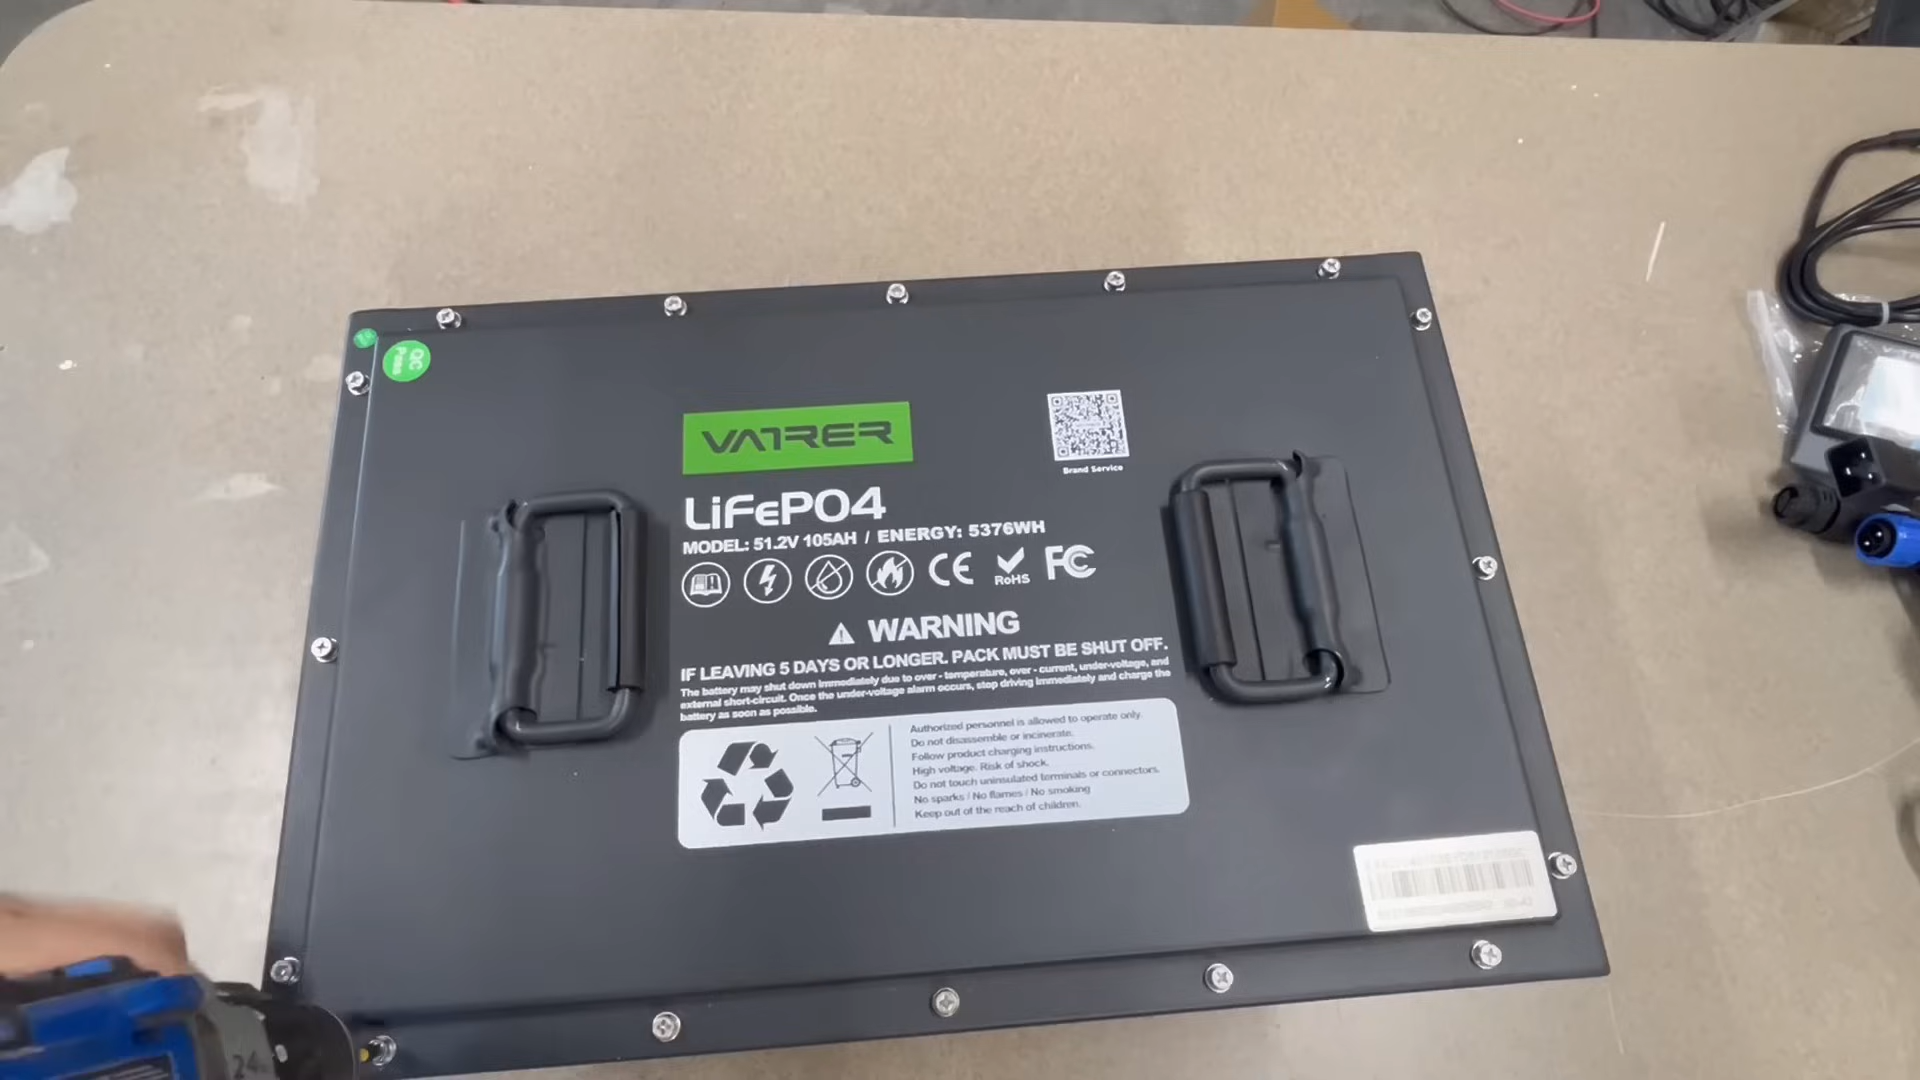 QC
Pass
VATRER
Brand Service
LiFePO4
MODEL: 51.2V 105AH / ENERGY: 5376WH
CE
RoHS
FC
WARNING
IF LEAVING 5 DAYS OR LONGER. PACK MUST BE SHUT OFF.
The battery may shut down immediately due to over - temperature, over - current, under-voltage, and
external short-circuit. Once the under-voltage alarm occurs, stop driving immediately and charge the
battery as soon as possible.
Authorized personnel is allowed to operate only.
Do not disassemble or incinerate.
Follow product charging instructions.
High voltage. Risk of shock.
Do not touch uninsulated terminals or connectors.
No sparks / No flames / No smoking
Keep out of the reach of children.
24